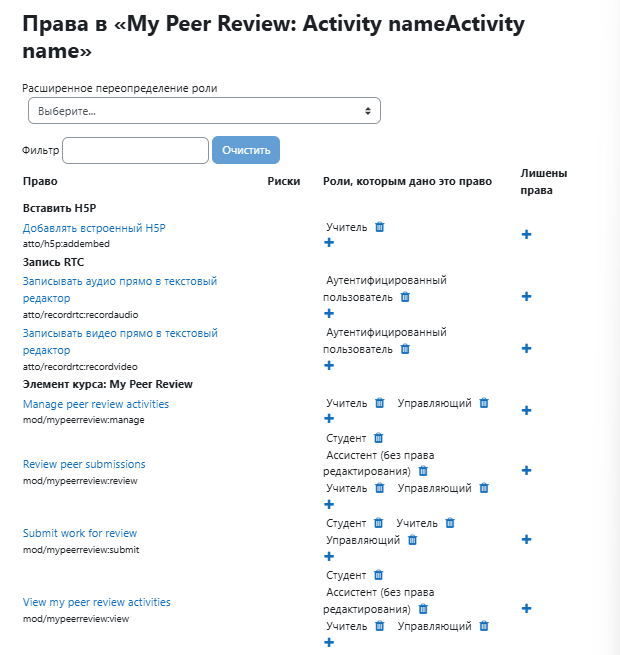 Права в «My Peer Review: Activity nameActivity
name»
Расширенное переопределение роли
Выберите...
Фильтр
Очистить
Право Риски Роли, которым дано это право Лишены
права
Вставить H5P
Добавлять встроенный H5P Учитель
atto/h5p:addembed
Запись RTC
Записывать аудио прямо в текстовый Аутентифицированный
редактор пользователь
atto/recordrtc:recordaudio
Записывать видео прямо в текстовый Аутентифицированный
редактор пользователь
atto/recordrtc:recordvideo
Элемент курса: My Peer Review
Manage peer review activities Учитель Управляющий
mod/mypeerreview:manage
Студент
Ассистент (без права
Review peer submissions редактирования)
mod/mypeerreview:review Учитель Управляющий
Студент Учитель
Submit work for review Управляющий
mod/mypeerreview:submit
Студент
Ассистент (без права
View my peer review activities редактирования)
mod/mypeerreview:view Учитель Управляющий